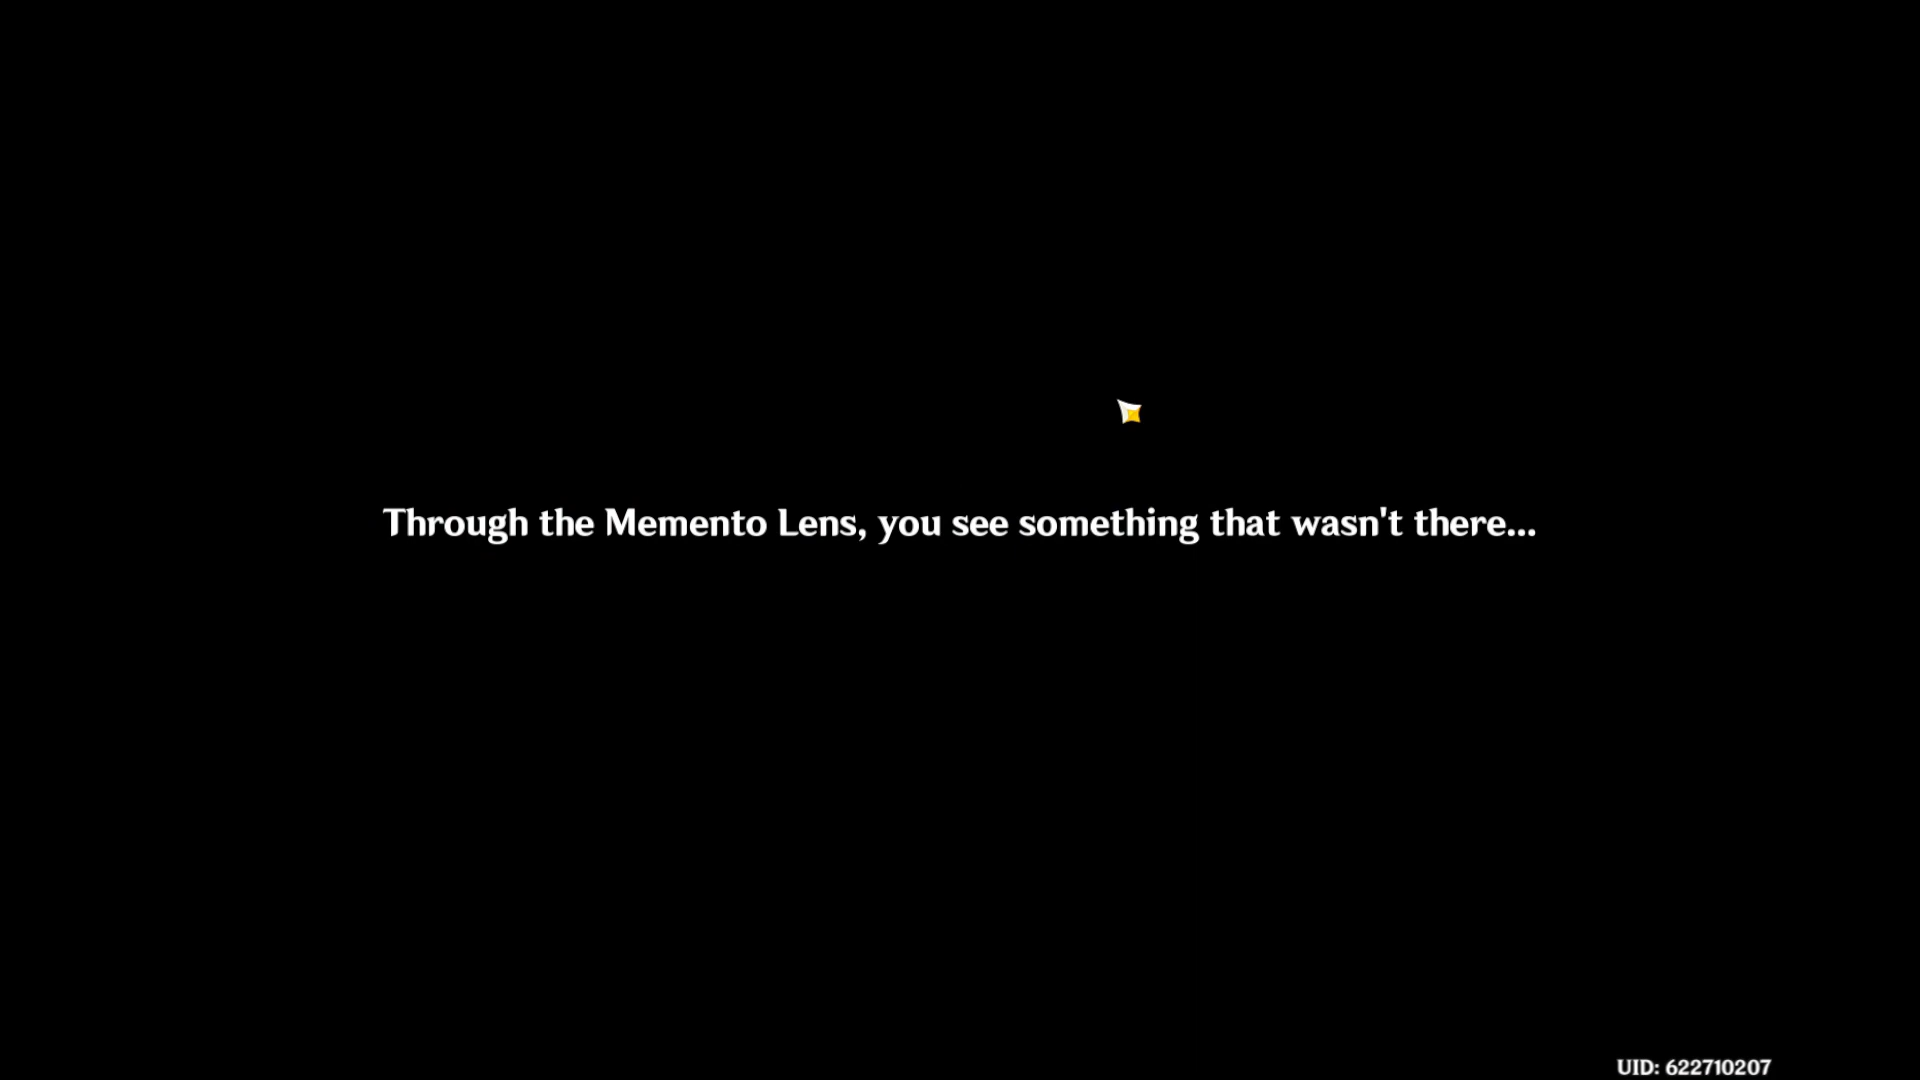 Through the Memento Lens, you see something that wasn't there...
UID: 622710207